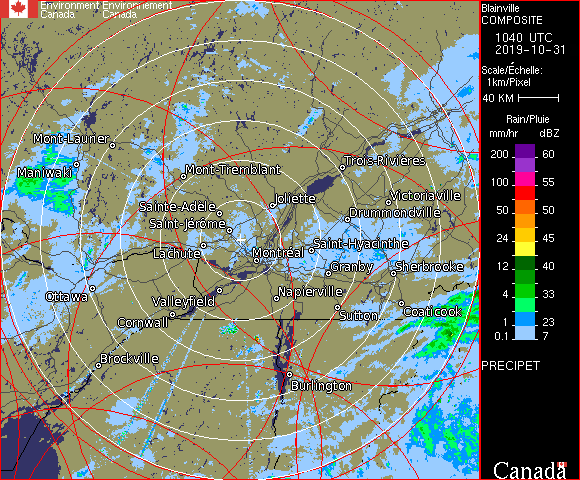 Environment Environnement
Canada Canada
Blainville
COMPOSITE
1040 UTC
2019-10-31
Scale/Échelle:
1km/Pixel
40 KM
Rain/Pluie
mm/hr dBZ
200 60
100 55
50 50
24 45
12 40
4 33
1 23
0.1 7
PRECIPET
Canada
Mont-Laurier
Maniwaki
Mont-Tremblant
Trois-Rivières
Joliette
Victoriaville
Sainte-Adèle
Drummondville
Saint-Jérôme
Saint-Hyacinthe
Lachute
Montréal
Granby
Sherbrooke
Ottawa
Valleyfield
Napierville
Cornwall
Sutton
Coaticook
Brockville
Burlington